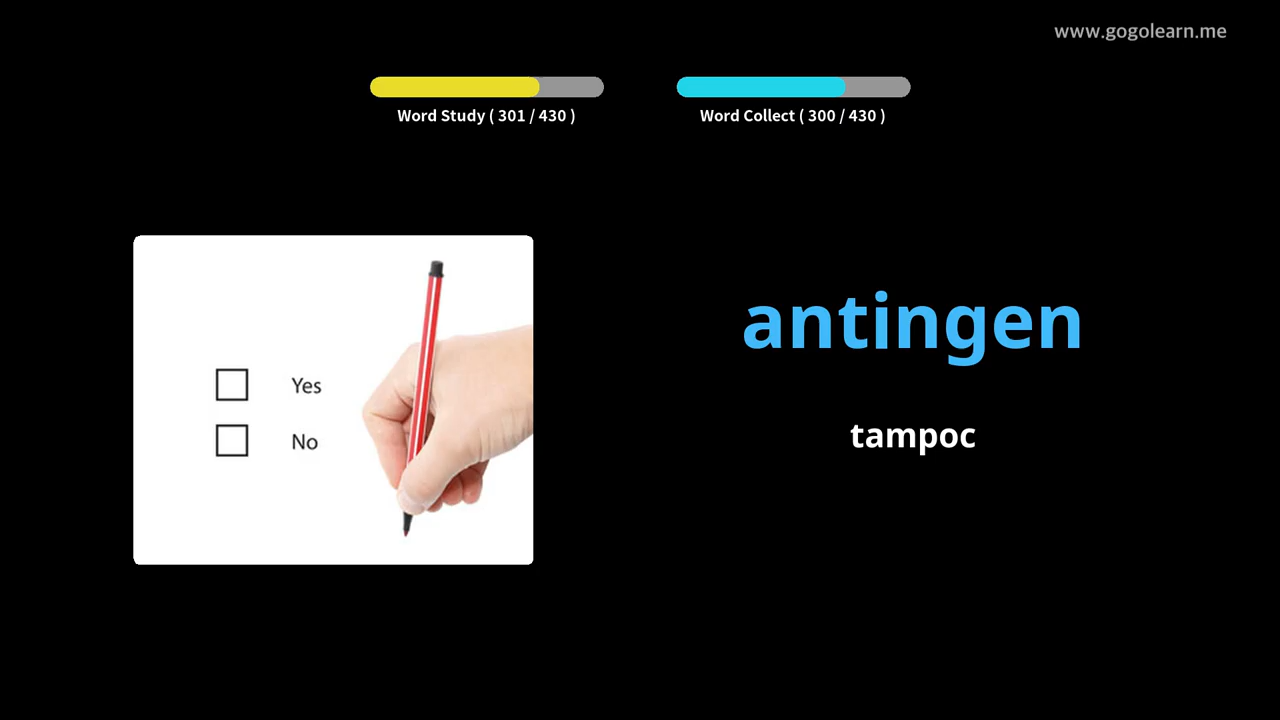 www.gogolearn.me
Word Study ( 301 / 430 )
Word Collect ( 300 / 430 )
Yes
No
antingen
tampoc